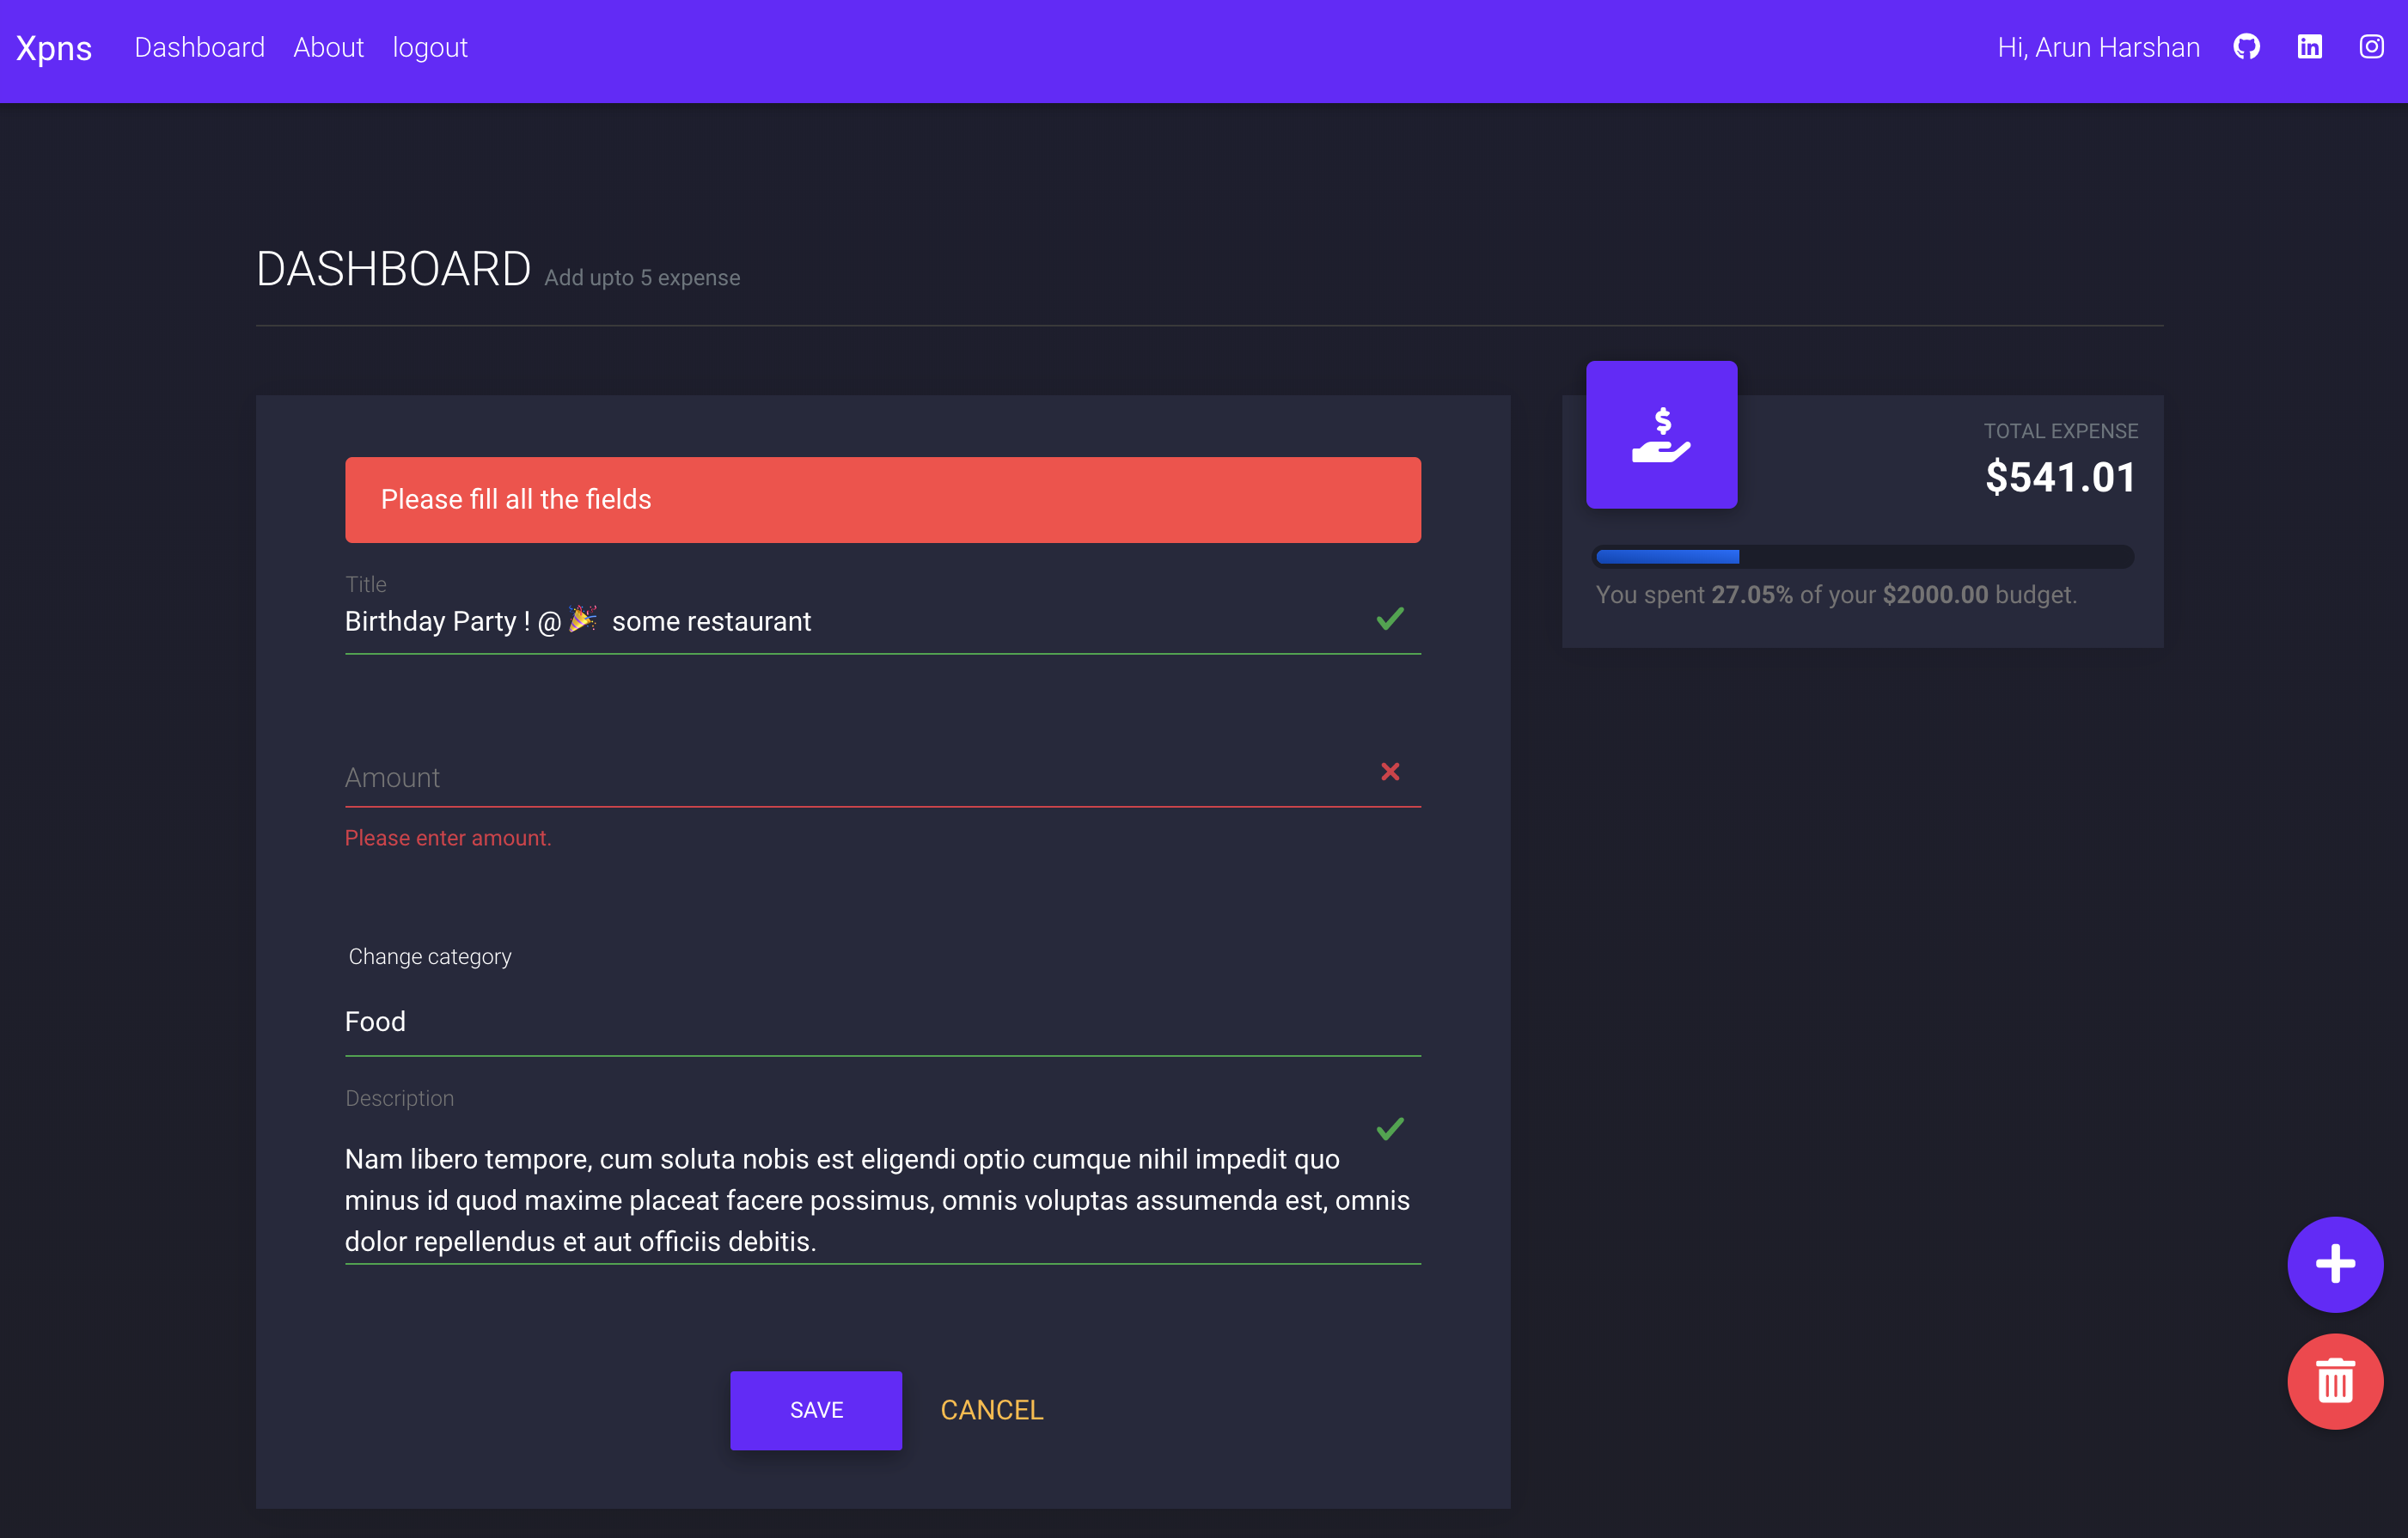 Xpns Dashboard About logout Hi, Arun Harshan
DASHBOARD Add upto 5 expense
Please fill all the fields
Title
Birthday Party ! @🎉 some restaurant
Amount
Please enter amount.
Change category
Food
Description
Nam libero tempore, cum soluta nobis est eligendi optio cumque nihil impedit quo
minus id quod maxime placeat facere possimus, omnis voluptas assumenda est, omnis
dolor repellendus et aut officiis debitis.
SAVE CANCEL
TOTAL EXPENSE
$541.01
You spent 27.05% of your $2000.00 budget.